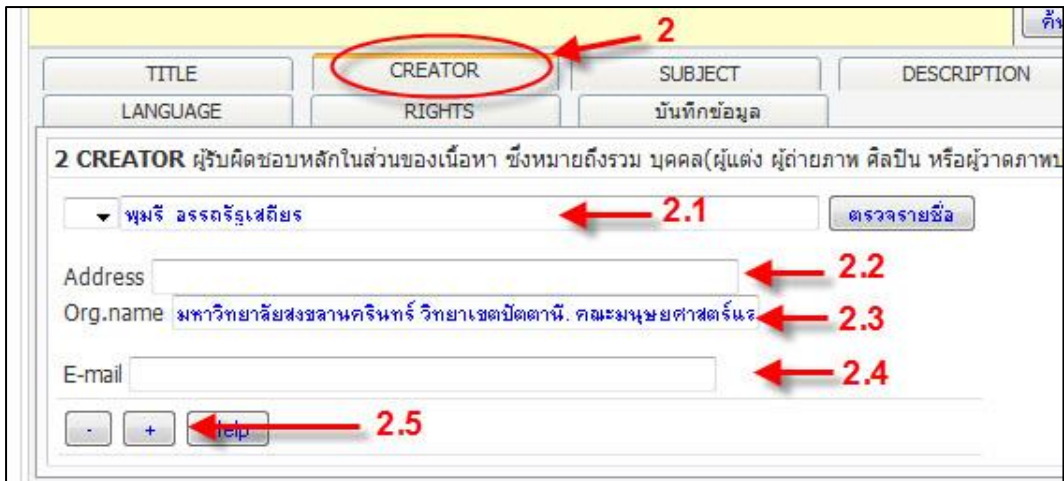 2
TITLE CREATOR SUBJECT DESCRIPTION
LANGUAGE RIGHTS บันทึกข้อมูล
2 CREATOR ผู้รับผิดชอบหลักในส่วนของเนื้อหา ซึ่งหมายถึงรวม บุคคล(ผู้แต่ง ผู้ถ่ายภาพ ศิลปิน หรือผู้วาดภาพ
พุมรี อรรถรัฐเสถียร 2.1 ตรวจรายชื่อ
Address 2.2
Org.name มหาวิทยาลัยสงขลานครินทร์ วิทยาเขตปัตตานี. คณะมนุษยศาสตร์แล 2.3
E-mail 2.4
- + Help 2.5